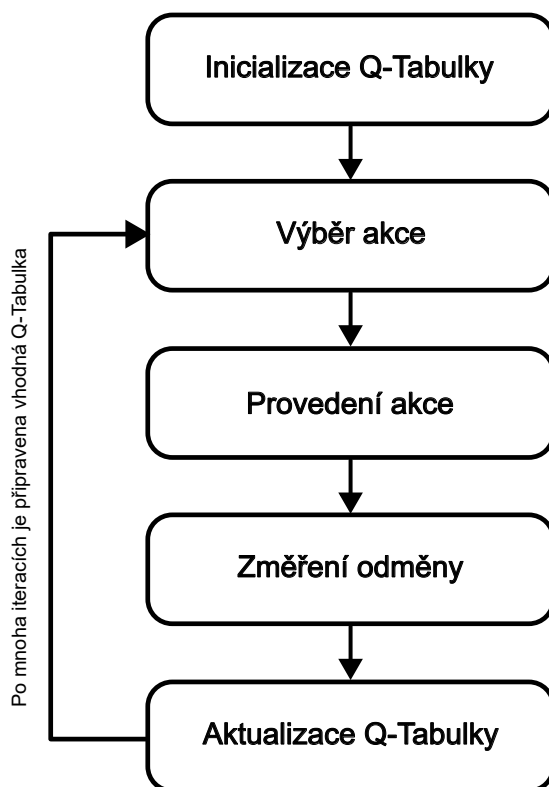 Inicializace Q-Tabulky
Výběr akce
Provedení akce
Změření odměny
Aktualizace Q-Tabulky
Po mnoha iteracích je připravena vhodná Q-Tabulka